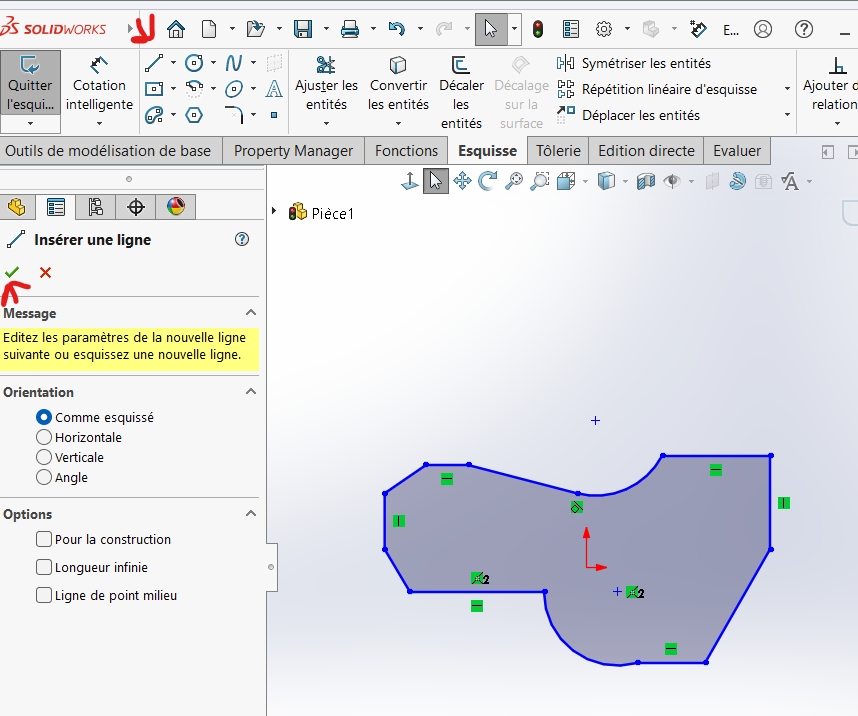 SOLIDWORKS
E...
?
Quitter
l'esqui...
Cotation
intelligente
Ajuster les
entités
Convertir
les entités
Décaler
les
entités
Décalage
sur la
surface
Symétriser les entités
Répétition linéaire d'esquisse
Déplacer les entités
Ajouter d
relation
Outils de modélisation de base
Property Manager
Fonctions
Esquisse
Tôlerie
Edition directe
Evaluer
Pièce1
Insérer une ligne
?
Message
Editez les paramètres de la nouvelle ligne
suivante ou esquissez une nouvelle ligne.
Orientation
Comme esquissé
Horizontale
Verticale
Angle
Options
Pour la construction
Longueur infinie
Ligne de point milieu
2
2